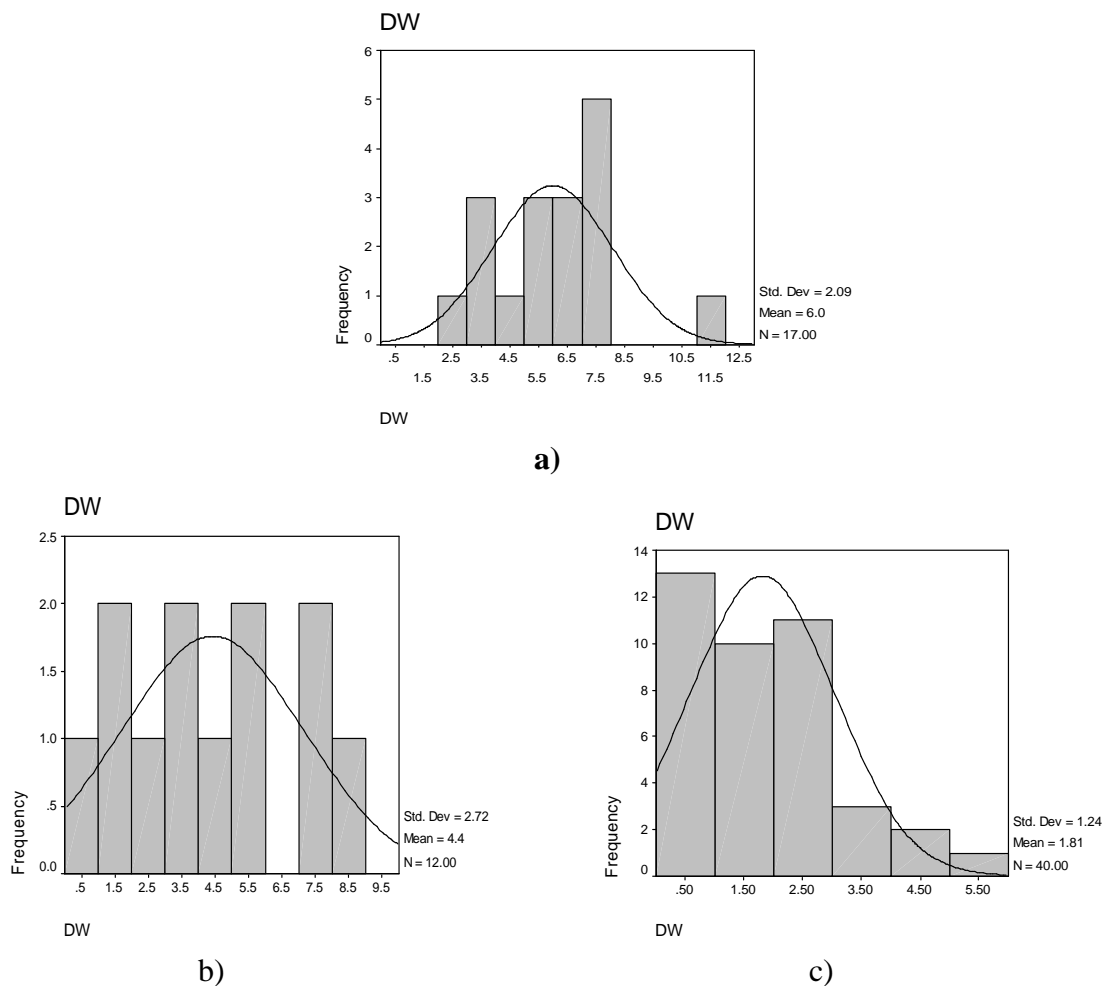 DW
6
5
4
3
2
1
0
Frequency
Std. Dev = 2.09
Mean = 6.0
N = 17.00
.5 2.5 4.5 6.5 8.5 10.5 12.5
1.5 3.5 5.5 7.5 9.5 11.5
DW
a)
DW
2.5
2.0
1.5
1.0
.5
0.0
Frequency
Std. Dev = 2.72
Mean = 4.4
N = 12.00
.5 1.5 2.5 3.5 4.5 5.5 6.5 7.5 8.5 9.5
DW
b)
DW
14
12
10
8
6
4
2
0
Frequency
Std. Dev = 1.24
Mean = 1.81
N = 40.00
.50 1.50 2.50 3.50 4.50 5.50
DW
c)